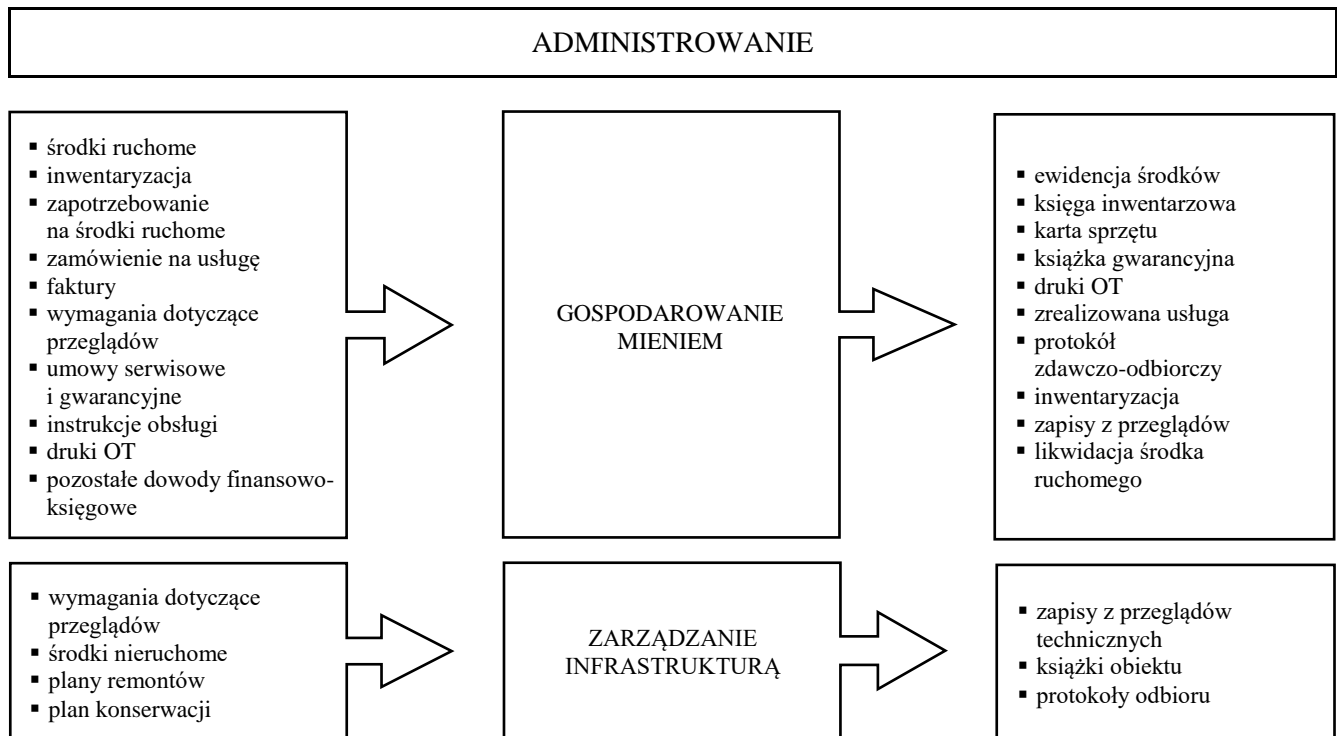 ADMINISTROWANIE
▪ środki ruchome
▪ inwentaryzacja
▪ zapotrzebowanie
na środki ruchome
▪ zamówienie na usługę
▪ faktury
▪ wymagania dotyczące
przeglądów
▪ umowy serwisowe
i gwarancyjne
▪ instrukcje obsługi
▪ druki OT
▪ pozostałe dowody finansowo-
księgowe
GOSPODAROWANIE
MIENIEM
▪ ewidencja środków
▪ księga inwentarzowa
▪ karta sprzętu
▪ książka gwarancyjna
▪ druki OT
▪ zrealizowana usługa
▪ protokół
zdawczo-odbiorczy
▪ inwentaryzacja
▪ zapisy z przeglądów
▪ likwidacja środka
ruchomego
▪ wymagania dotyczące
przeglądów
▪ środki nieruchome
▪ plany remontów
▪ plan konserwacji
ZARZĄDZANIE
INFRASTRUKTURĄ
▪ zapisy z przeglądów
technicznych
▪ książki obiektu
▪ protokoły odbioru